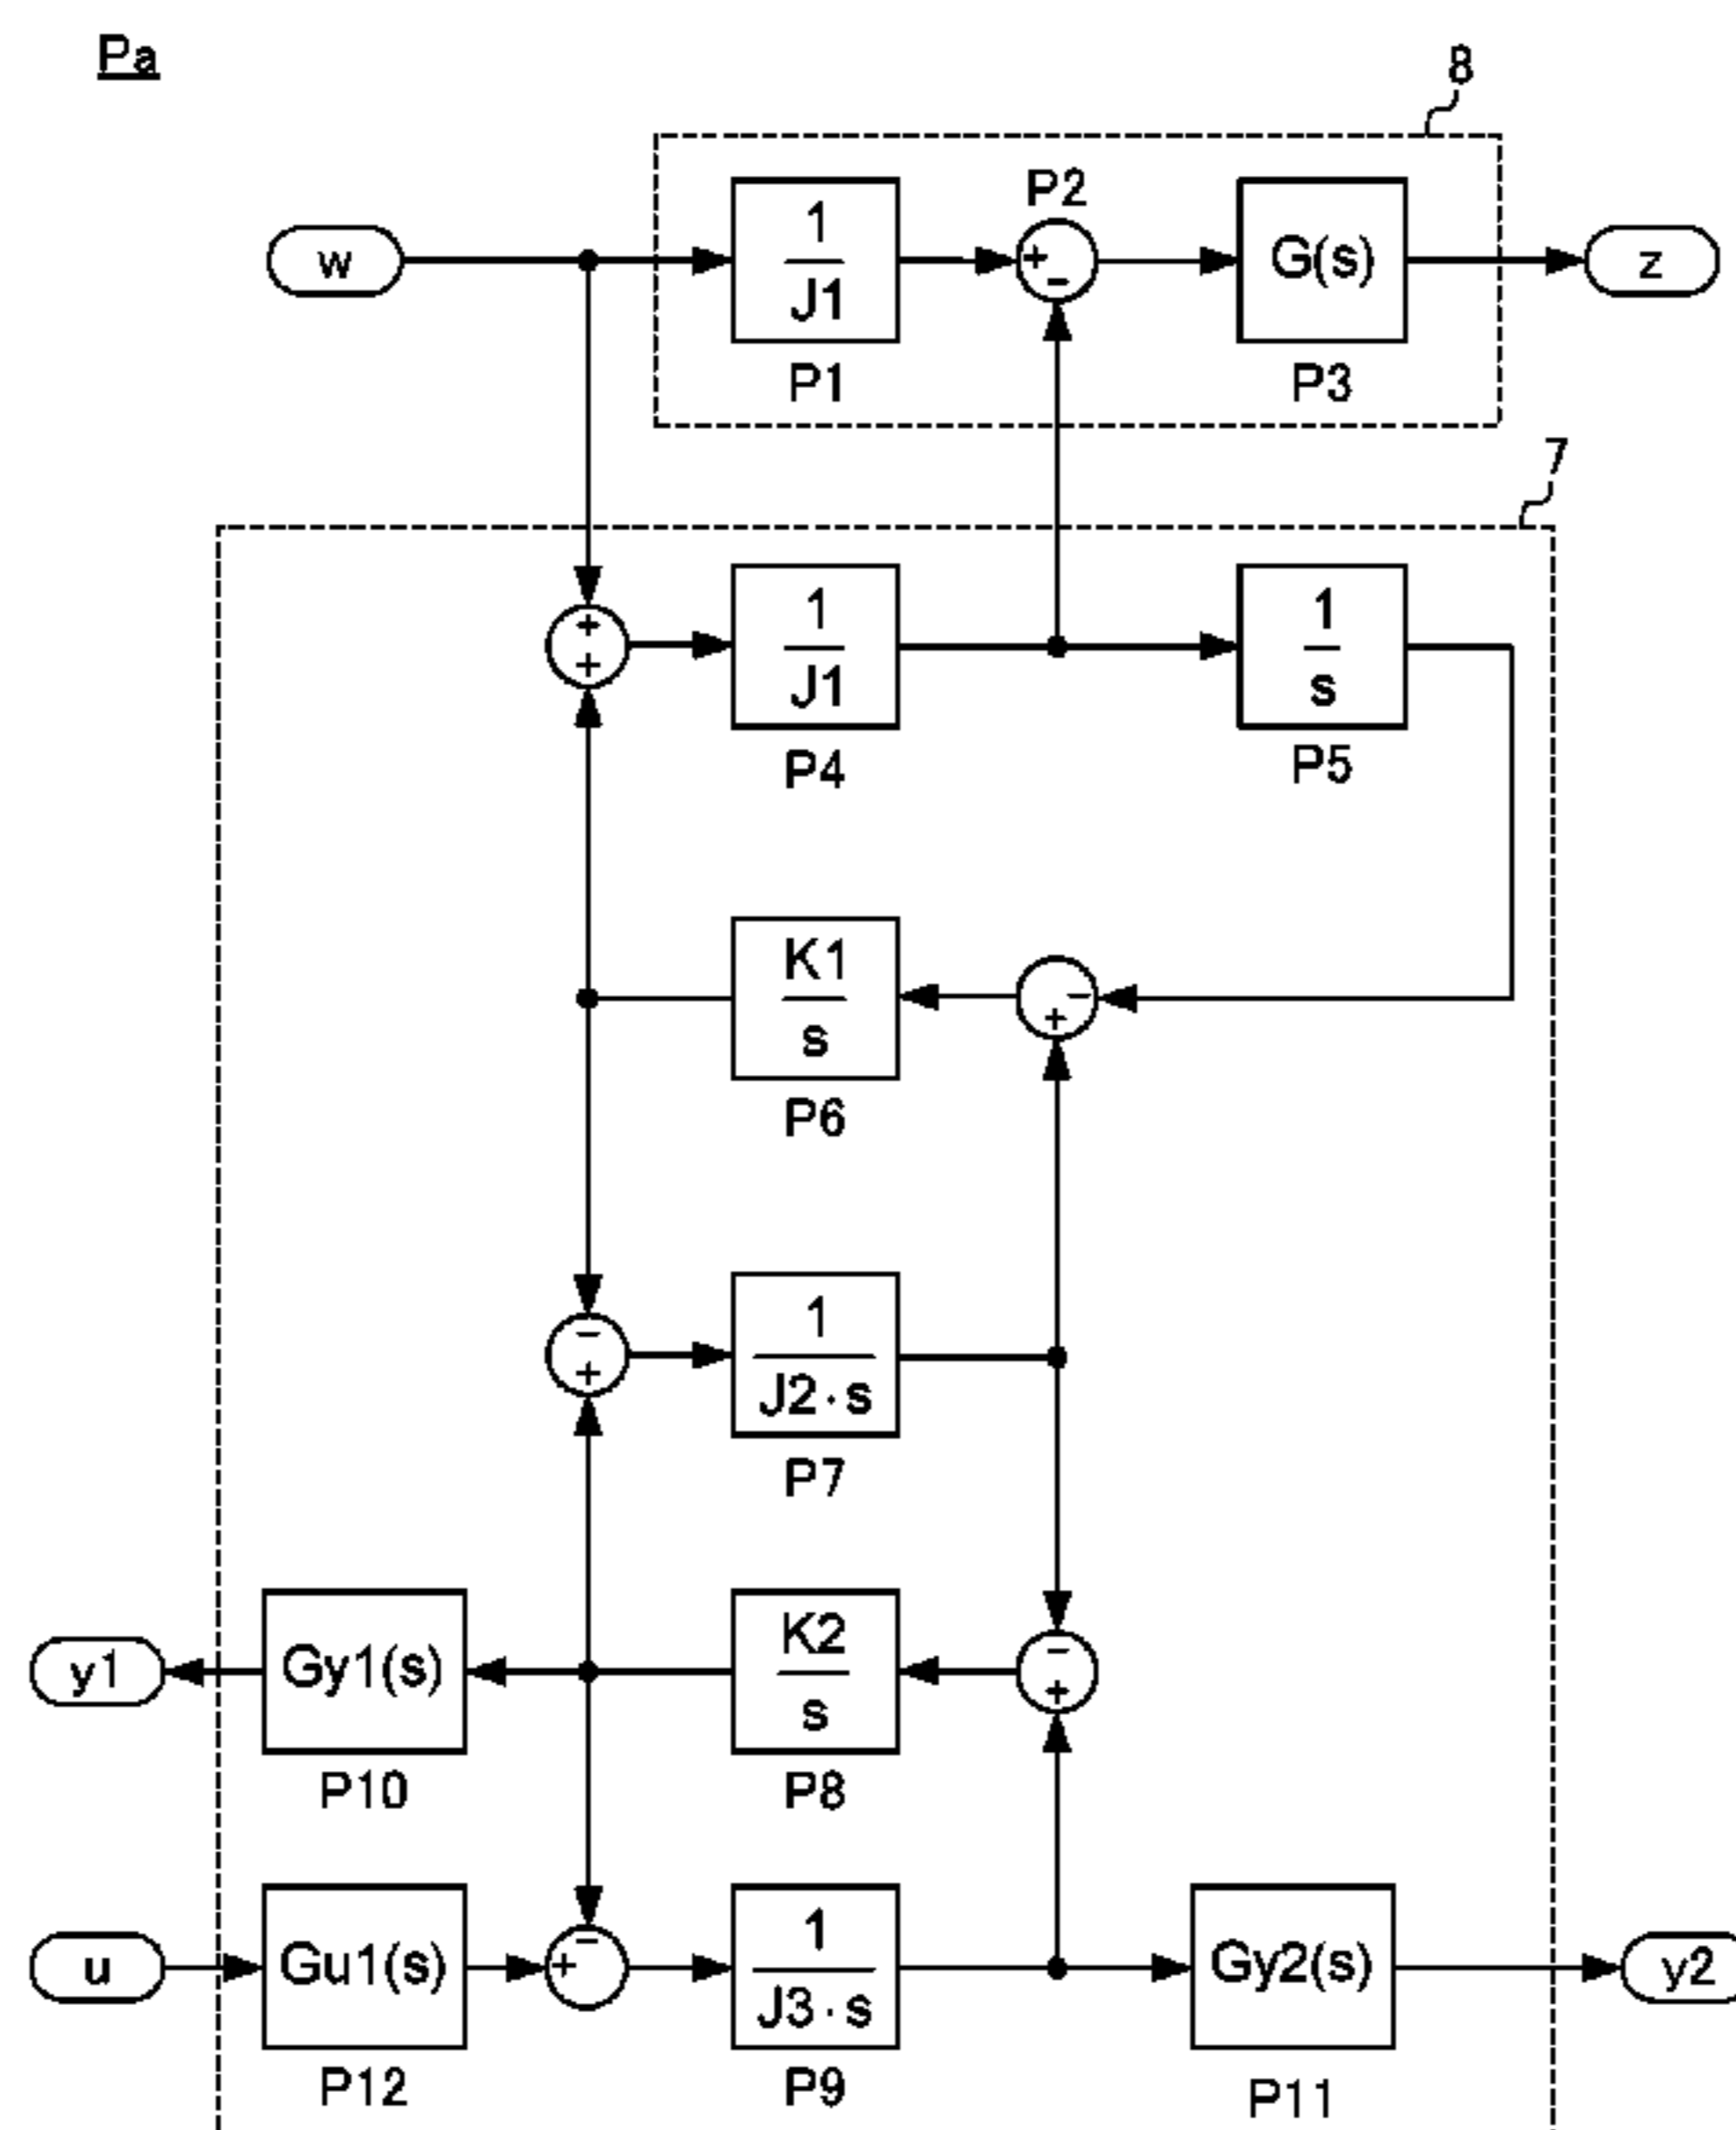 Pa
8
w
1
J1
P1
P2
+
−
G(s)
P3
z
7
+
+
1
J1
P4
1
s
P5
K1
s
P6
−
+
−
+
1
J2·s
P7
y1
Gy1(s)
P10
K2
s
P8
−
+
u
Gu1(s)
P12
−
+
1
J3·s
P9
Gy2(s)
P11
y2